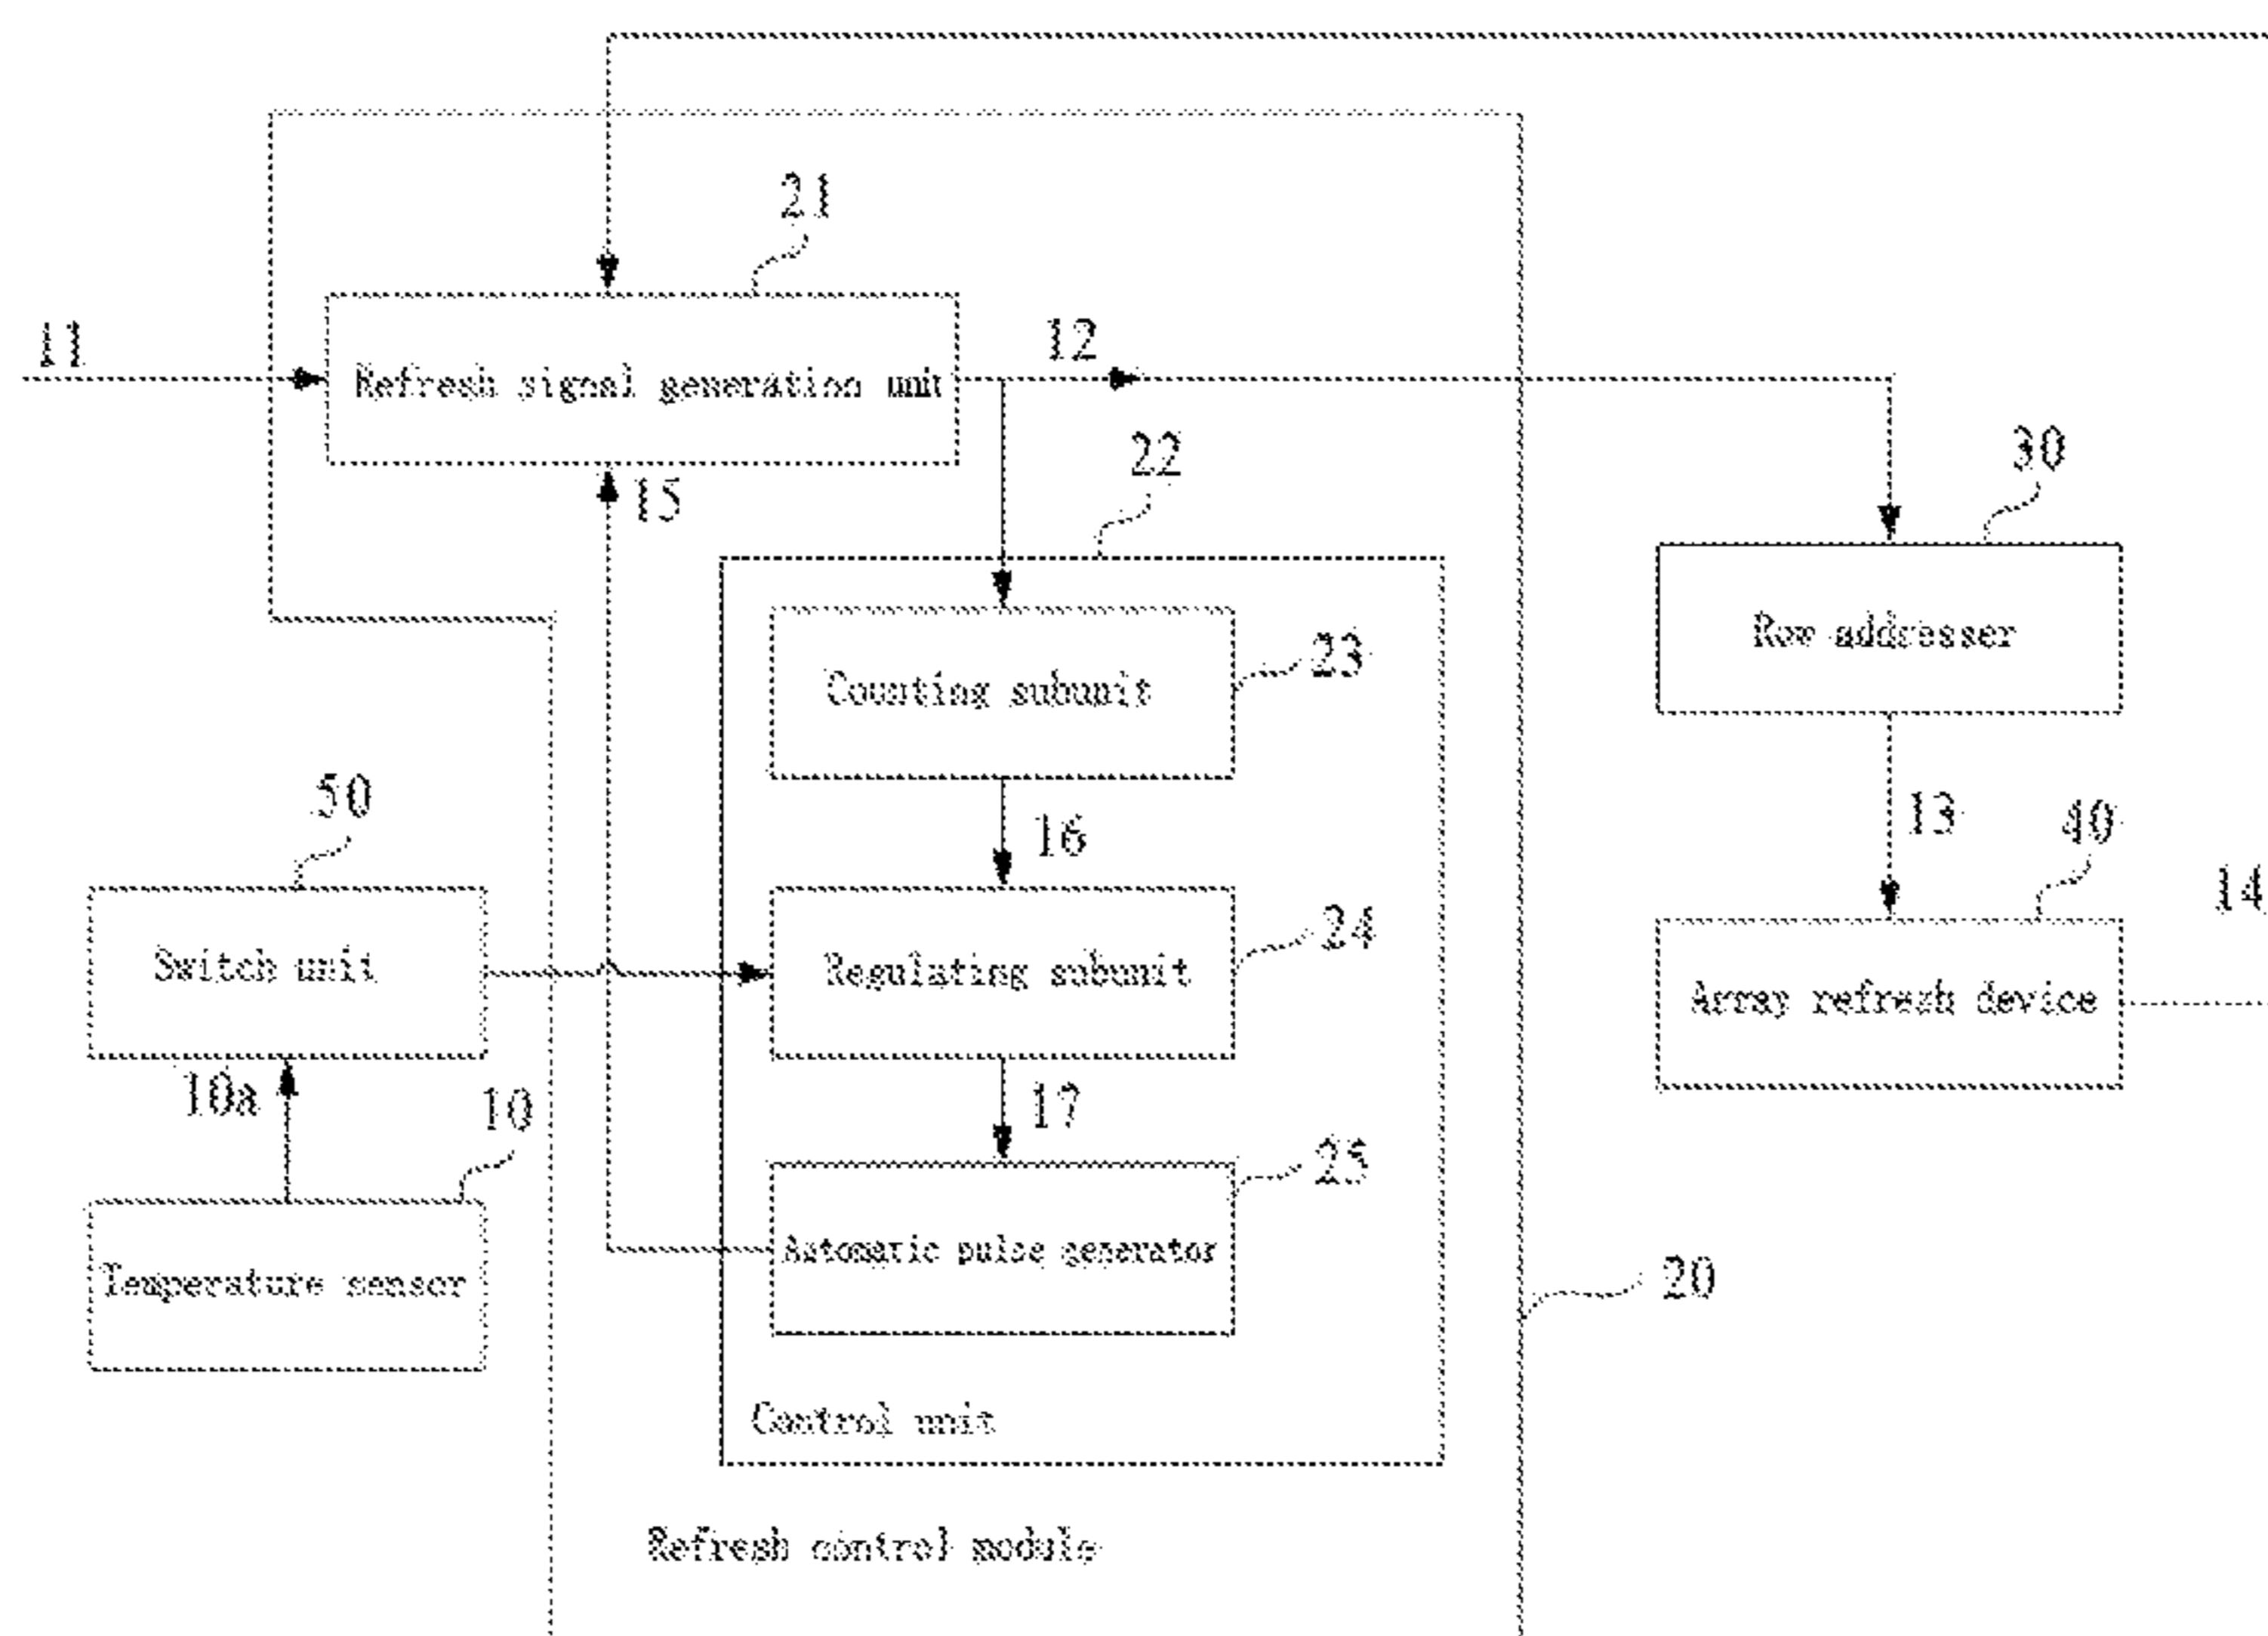 21
11
12
Refresh signal generation unit
22
30
15
Row addresser
23
Counting subunit
50
13
40
16
14
24
Switch unit
Regulating subunit
Array refresh device
10a
10
17
25
Automatic pulse generator
Temperature sensor
20
Control unit
Refresh control module